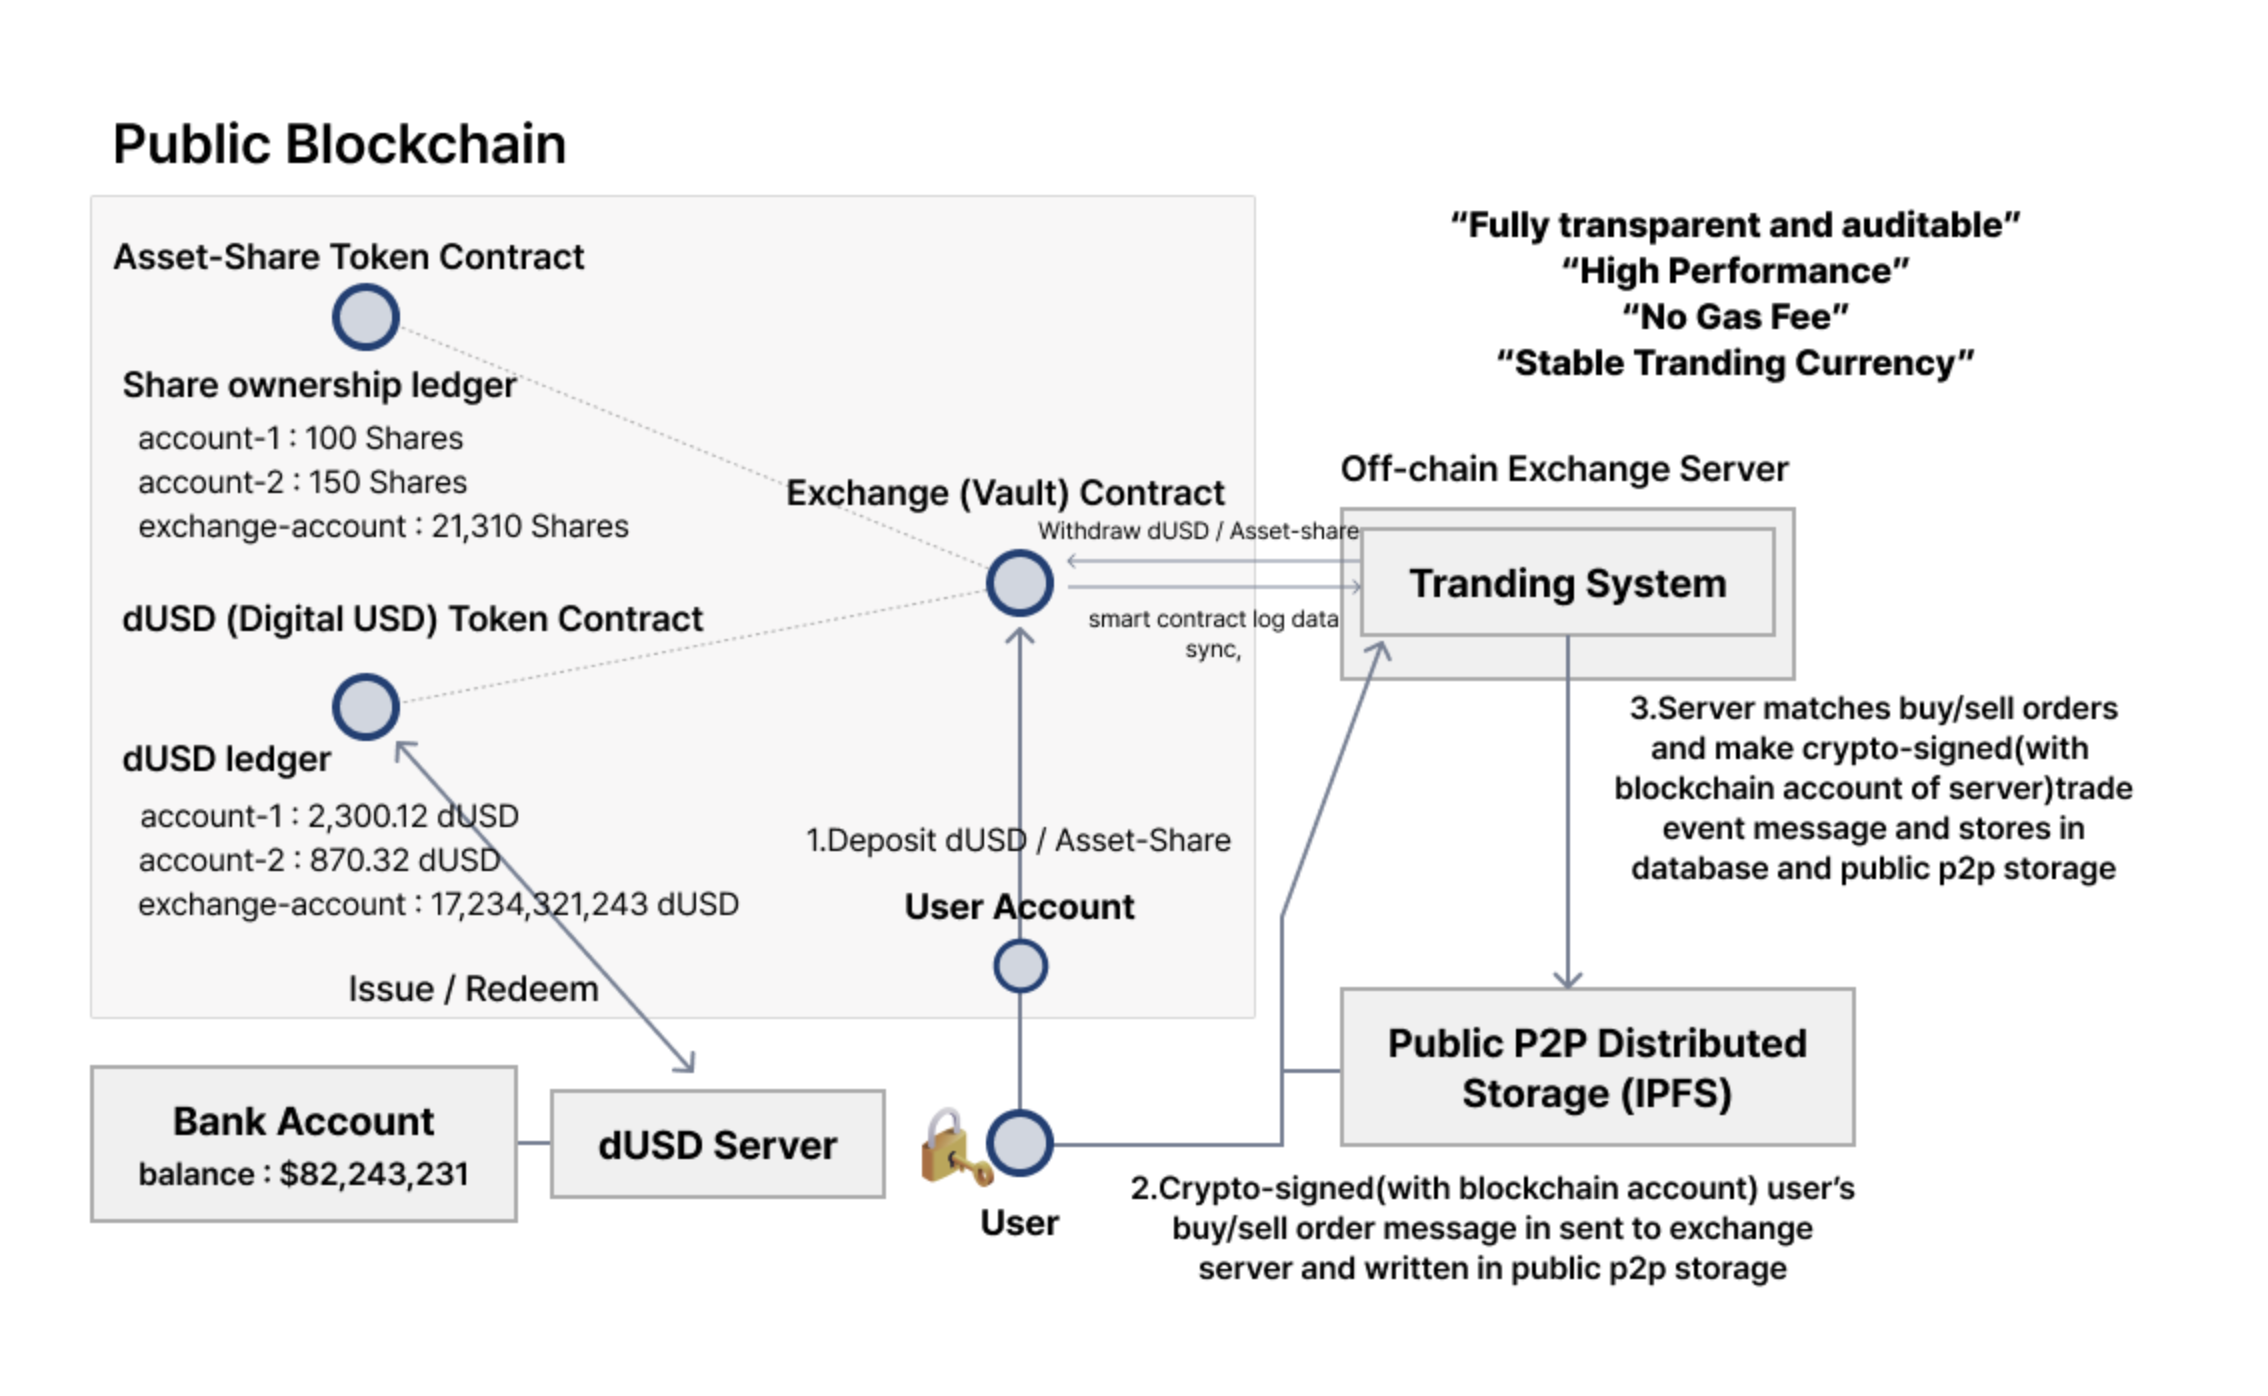 Public Blockchain
Asset-Share Token Contract
Share ownership ledger
account-1 : 100 Shares
account-2 : 150 Shares
exchange-account : 21,310 Shares
dUSD (Digital USD) Token Contract
dUSD ledger
account-1 : 2,300.12 dUSD
account-2 : 870.32 dUSD
exchange-account : 17,234,321,243 dUSD
Issue / Redeem
Exchange (Vault) Contract
Withdraw dUSD / Asset-share
smart contract log data
sync,
1.Deposit dUSD / Asset-Share
User Account
“Fully transparent and auditable”
“High Performance”
“No Gas Fee”
“Stable Tranding Currency”
Off-chain Exchange Server
Tranding System
3.Server matches buy/sell orders
and make crypto-signed(with
blockchain account of server)trade
event message and stores in
database and public p2p storage
Public P2P Distributed
Storage (IPFS)
Bank Account
balance : $82,243,231
dUSD Server
User
2.Crypto-signed(with blockchain account) user’s
buy/sell order message in sent to exchange
server and written in public p2p storage